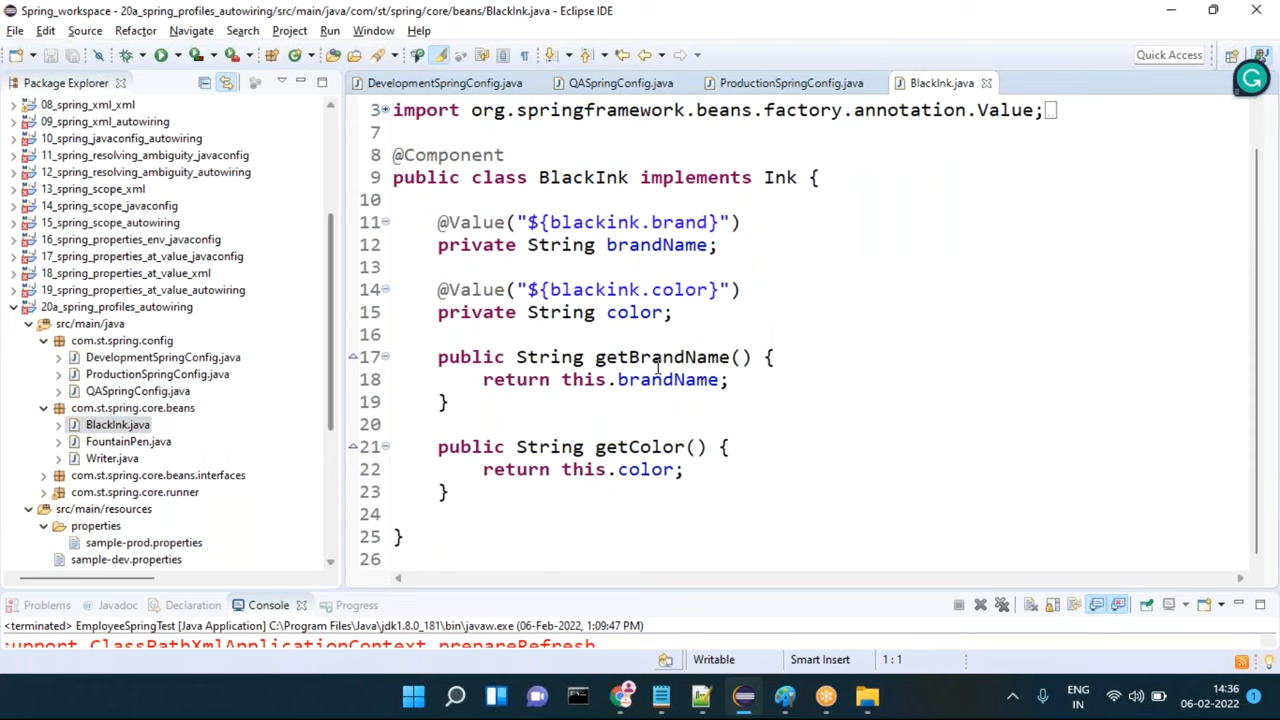 Spring_workspace - 20a_spring_profiles_autowiring/src/main/java/com/st/spring/core/beans/BlackInk.java - Eclipse IDE
File Edit Source Refactor Navigate Search Project Run Window Help
Quick Access
Package Explorer
DevelopmentSpringConfig.java QASpringConfig.java ProductionSpringConfig.java BlackInk.java
08_spring_xml_xml
09_spring_xml_autowiring
10_spring_javaconfig_autowiring
11_spring_resolving_ambiguity_javaconfig
12_spring_resolving_ambiguity_autowiring
13_spring_scope_xml
14_spring_scope_javaconfig
15_spring_scope_autowiring
16_spring_properties_env_javaconfig
17_spring_properties_at_value_javaconfig
18_spring_properties_at_value_xml
19_spring_properties_at_value_autowiring
20a_spring_profiles_autowiring
src/main/java
com.st.spring.config
DevelopmentSpringConfig.java
ProductionSpringConfig.java
QASpringConfig.java
com.st.spring.core.beans
BlackInk.java
FountainPen.java
Writer.java
com.st.spring.core.beans.interfaces
com.st.spring.core.runner
src/main/resources
properties
sample-prod.properties
sample-dev.properties
3 import org.springframework.beans.factory.annotation.Value;
7
8 @Component
9 public class BlackInk implements Ink {
10
11 @Value("${blackink.brand}")
12 private String brandName;
13
14 @Value("${blackink.color}")
15 private String color;
16
17 public String getBrandName() {
18 return this.brandName;
19 }
20
21 public String getColor() {
22 return this.color;
23 }
24
25 }
26
Problems Javadoc Declaration Console Progress
<terminated> EmployeeSpringTest [Java Application] C:\Program Files\Java\jdk1.8.0_181\bin\javaw.exe (06-Feb-2022, 1:09:47 PM)
:upport ClassPathXmlApplicationContext prepareRefresh
Writable Smart Insert 1 : 1
ENG
IN
14:36
06-02-2022
1